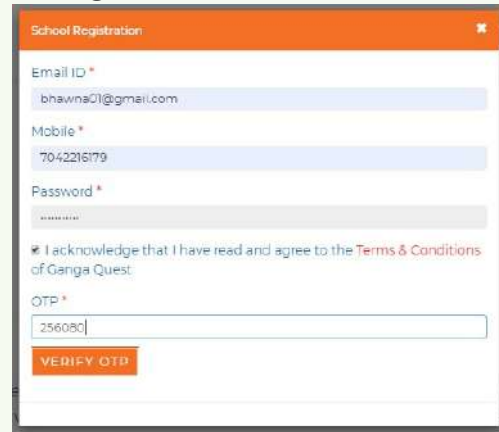 School Registration
Email ID *
bhawna01@gmail.com
Mobile *
7042216179
Password *
..........
I acknowledge that I have read and agree to the Terms & Conditions
of Ganga Quest
OTP *
256080
VERIFY OTP